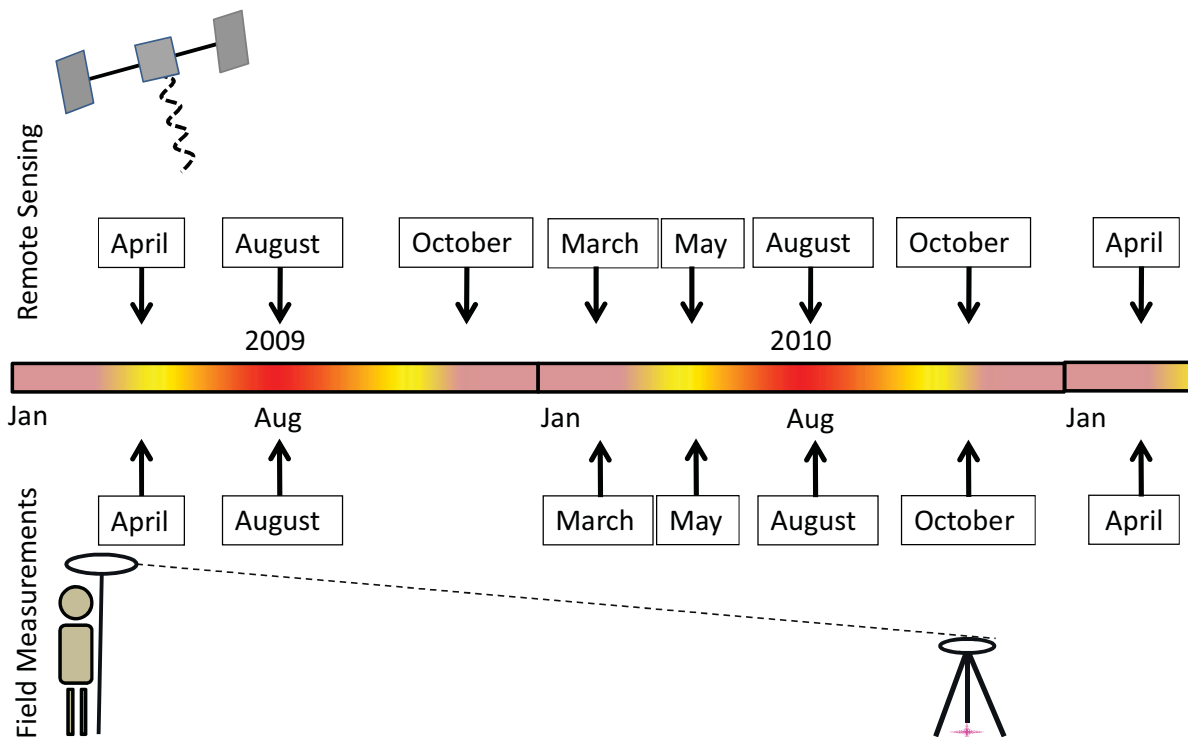 Remote Sensing
April August October March May August October April
2009 2010
Jan Aug Jan Aug Jan
April August March May August October April
Field Measurements